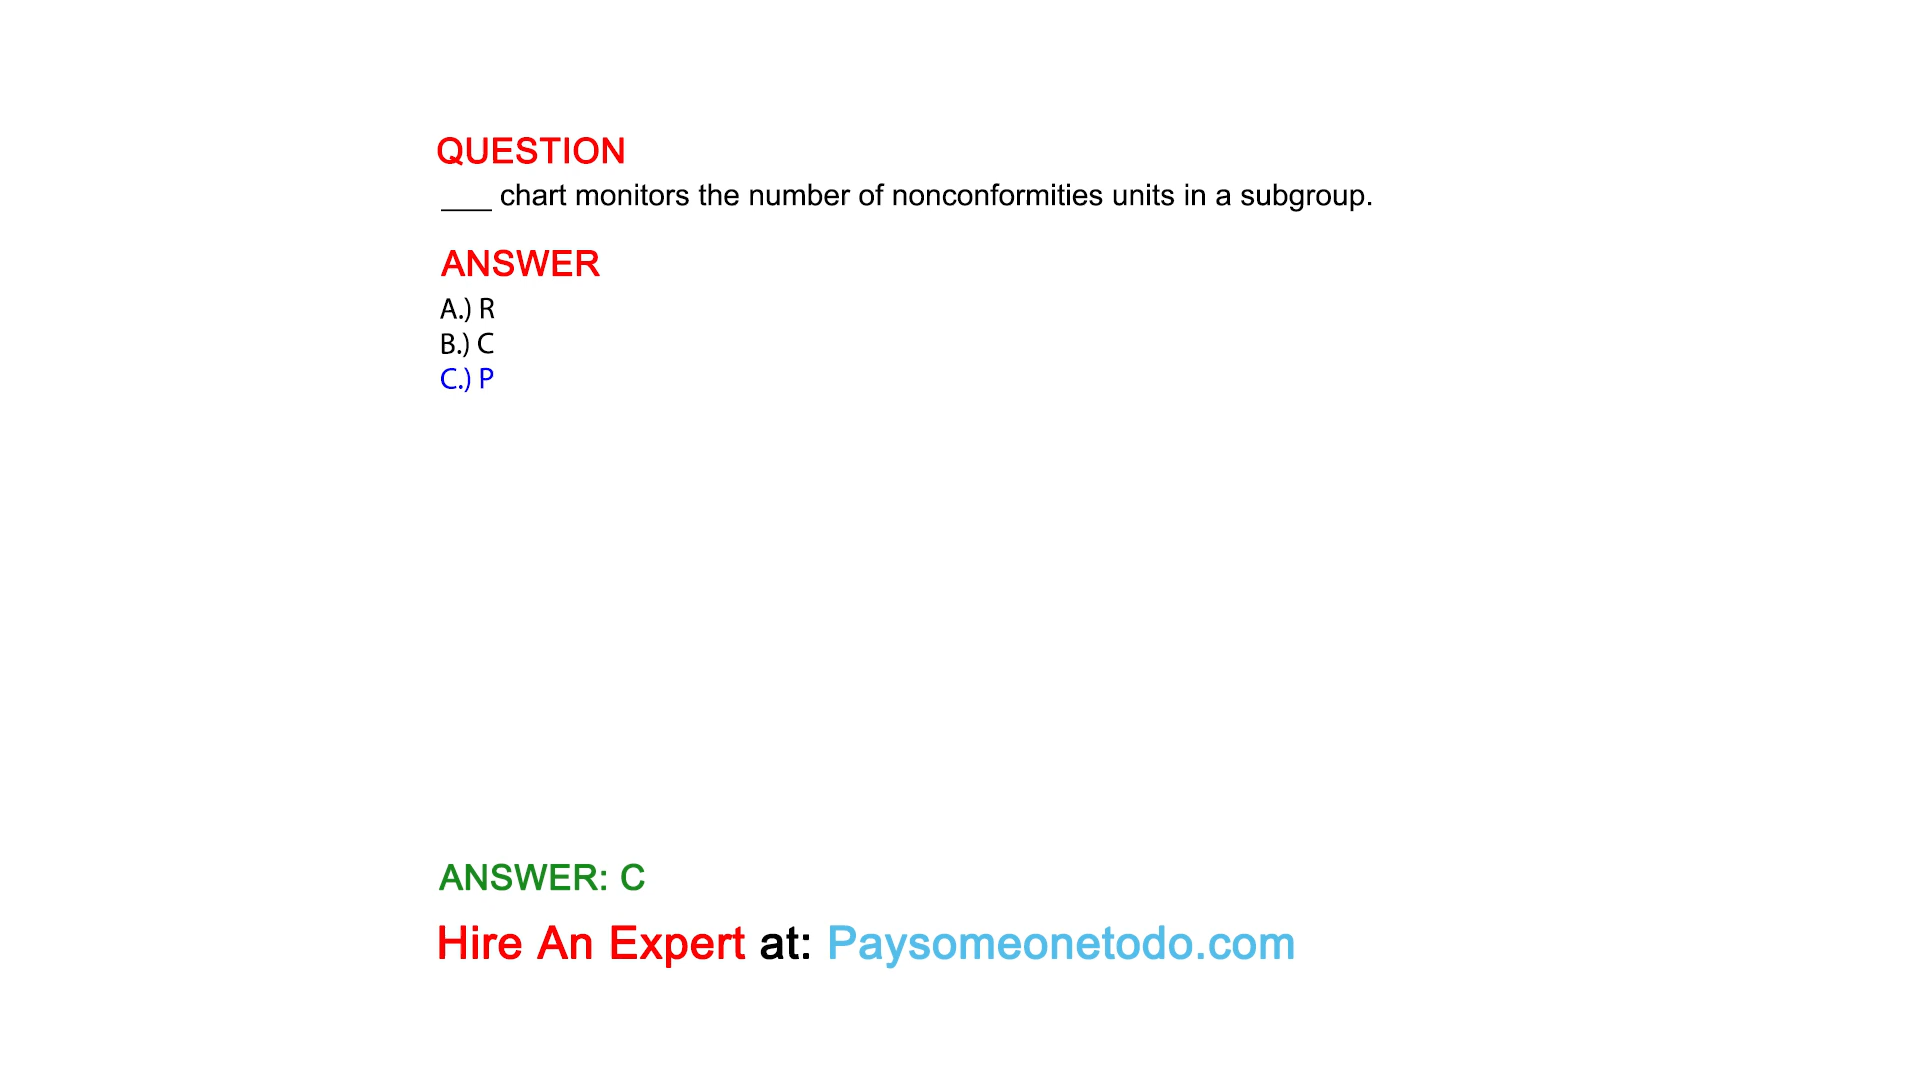 QUESTION
___ chart monitors the number of nonconformities units in a subgroup.
ANSWER
A.) R
B.) C
C.) P
ANSWER: C
Hire An Expert at: Paysomeonetodo.com